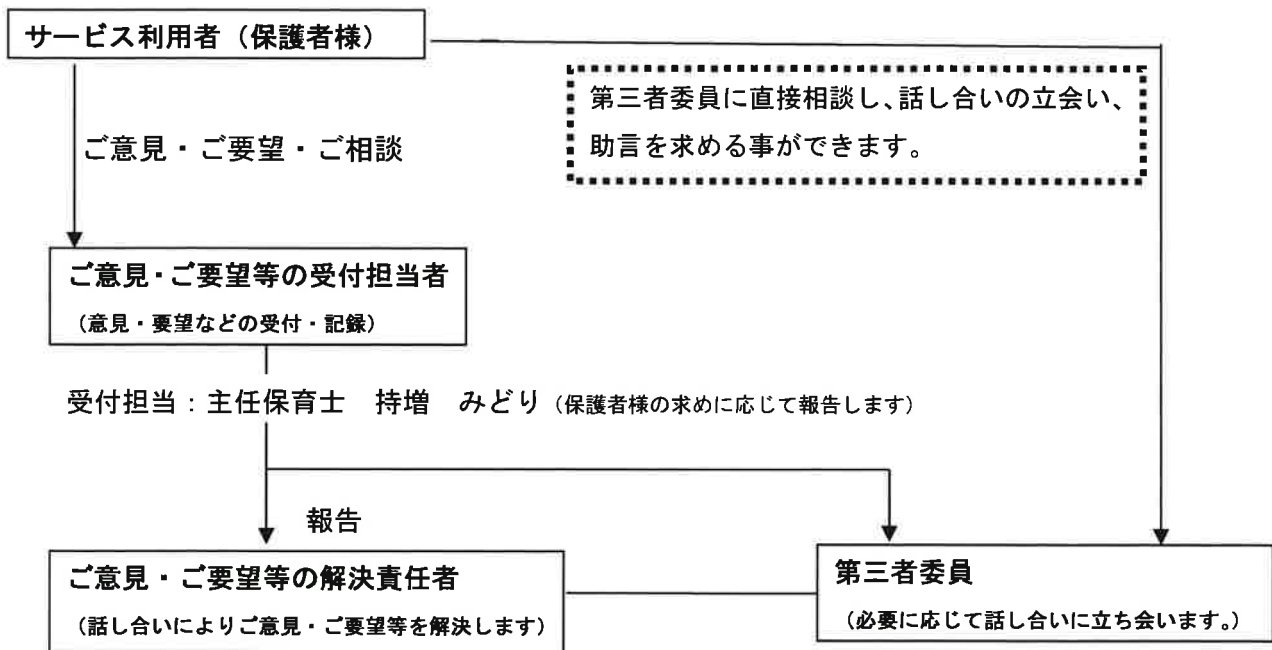 サービス利用者（保護者様）
第三者委員に直接相談し、話し合いの立会い、
助言を求める事ができます。
ご意見・ご要望・ご相談
ご意見・ご要望等の受付担当者
（意見・要望などの受付・記録）
受付担当：主任保育士　持増　みどり（保護者様の求めに応じて報告します）
報告
ご意見・ご要望等の解決責任者
（話し合いによりご意見・ご要望等を解決します）
第三者委員
（必要に応じて話し合いに立ち会います。）